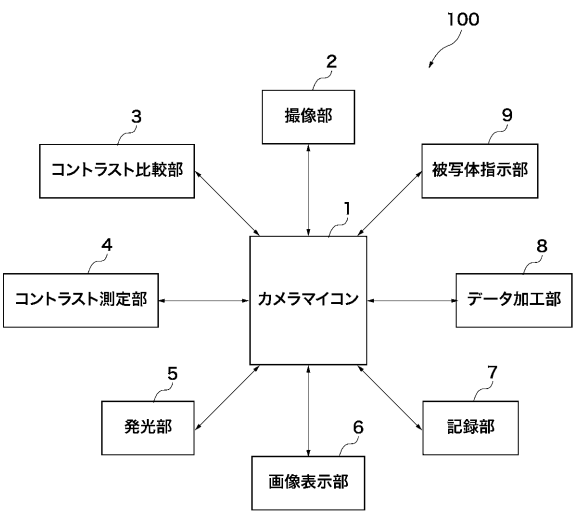 100
2
撮像部
3
コントラスト比較部
9
被写体指示部
1
カメラマイコン
4
コントラスト測定部
8
データ加工部
5
発光部
7
記録部
6
画像表示部